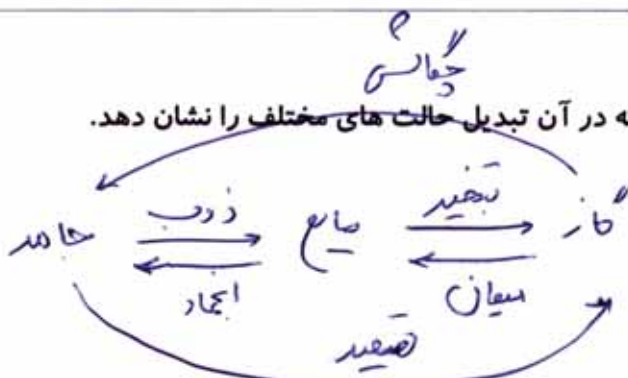 چگالش
ه در آن تبدیل حالت های مختلف را نشان دهد.
جامد ذوب مایع تبخیر گاز
انجماد میعان
تصعید